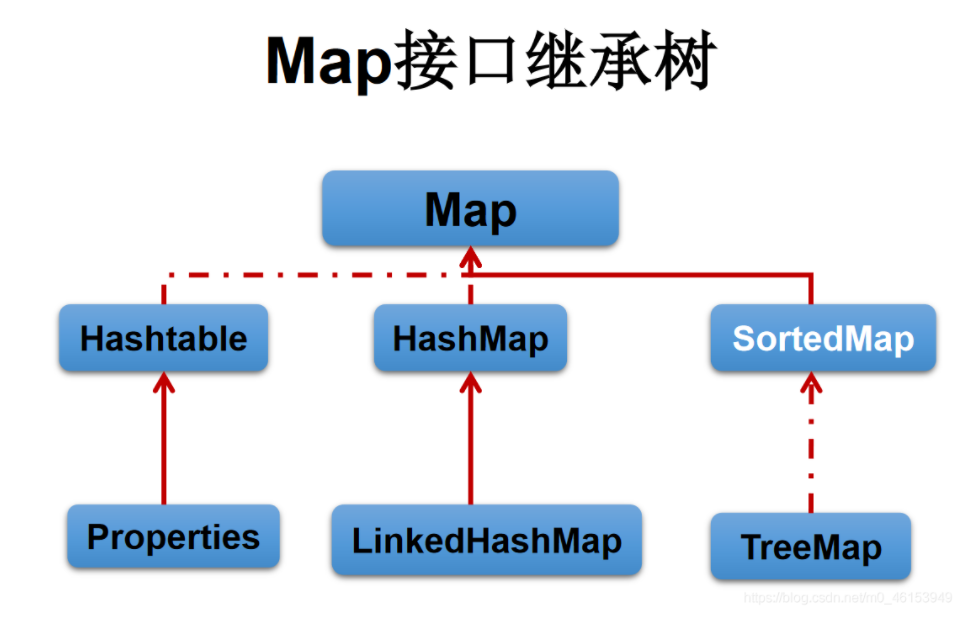 Map接口继承树
Map
Hashtable
HashMap
SortedMap
Properties
LinkedHashMap
TreeMap
https://blog.csdn.net/m0_46153949